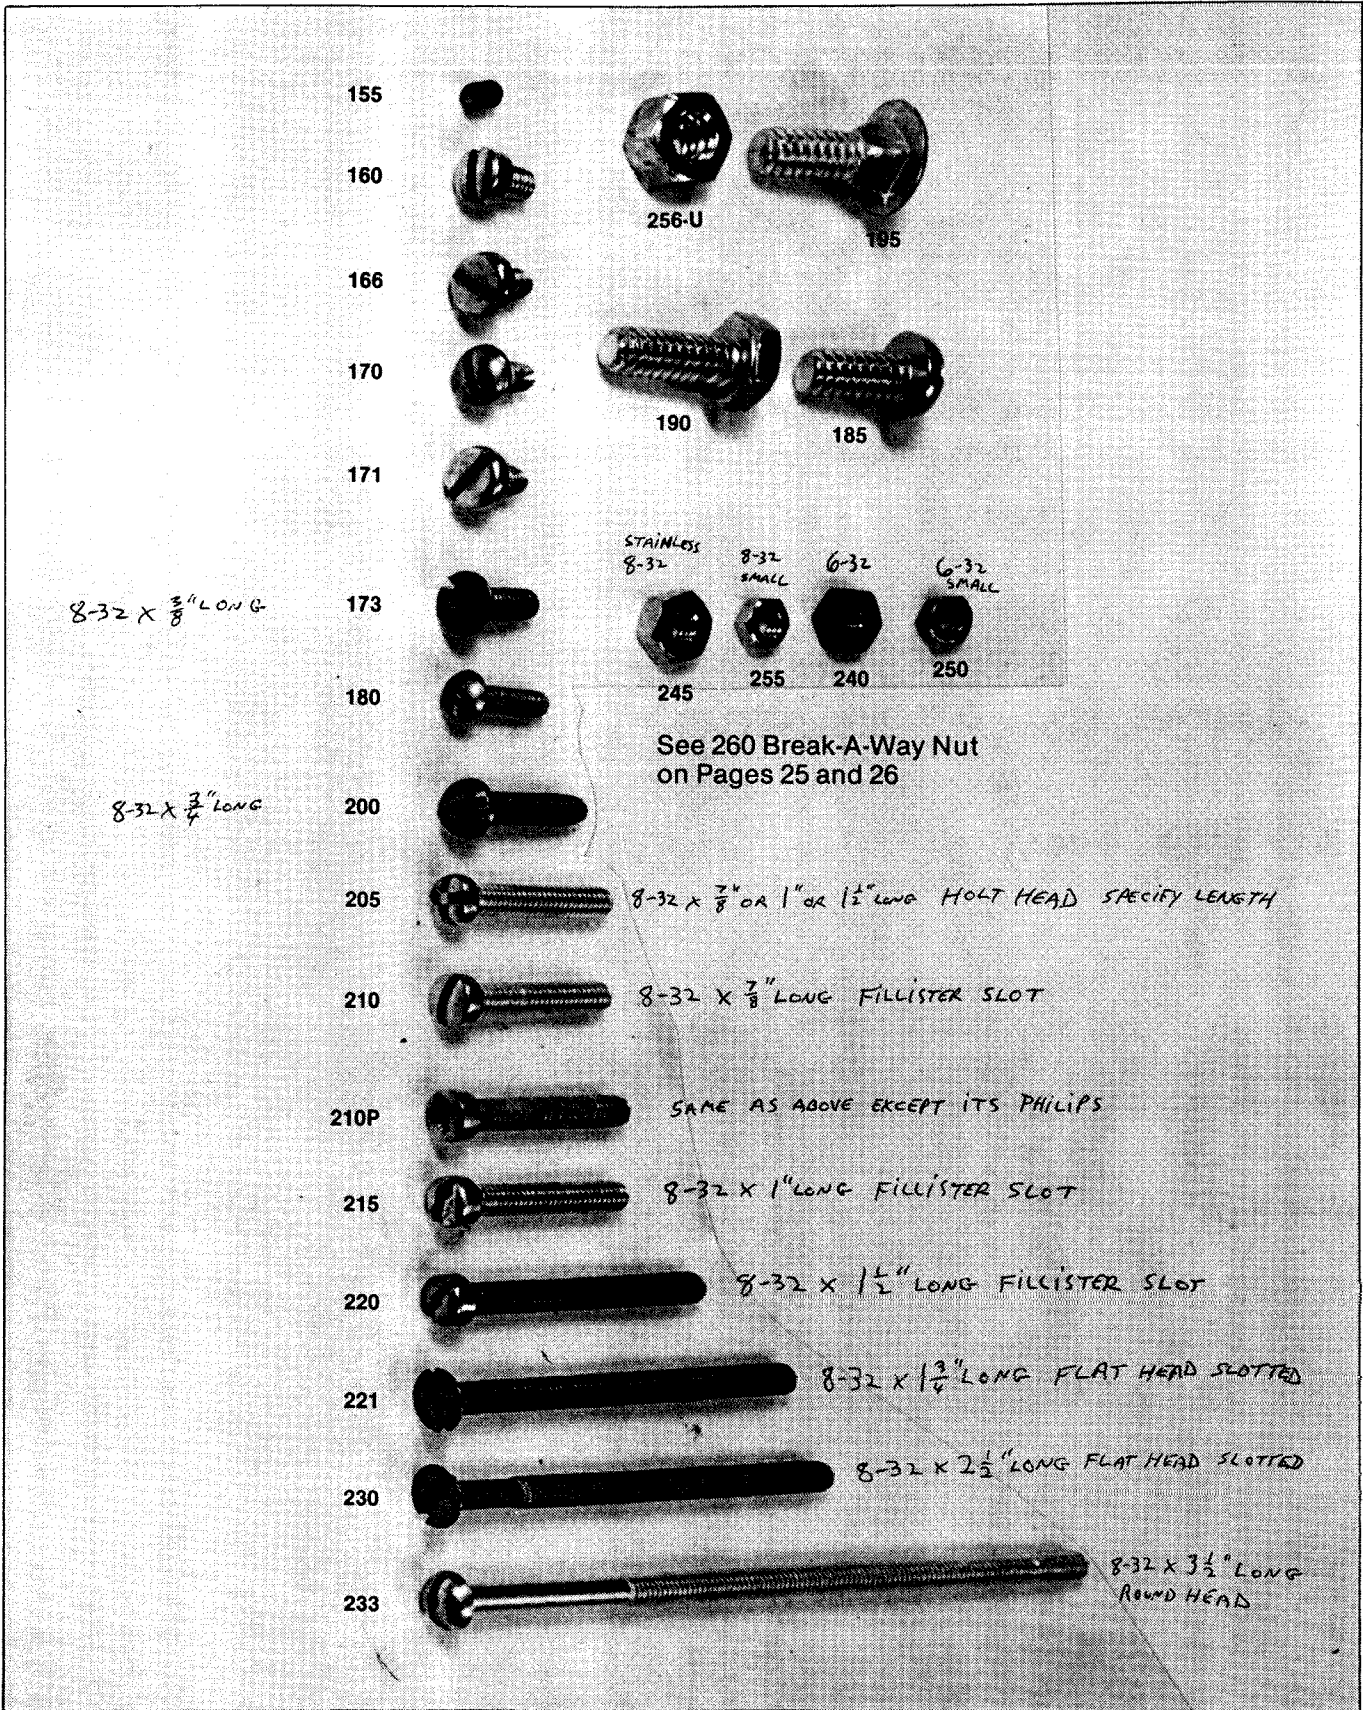 155
160
256-U
195
166
170
190
185
171
STAINLESS
8-32
8-32
SMALL
6-32
6-32
SMALL
8-32 X 3/8" LONG
173
245
255
240
250
180
See 260 Break-A-Way Nut
on Pages 25 and 26
8-32 X 3/4" LONG
200
205
8-32 X 7/8" OR 1" OR 1 1/2" LONG HOLT HEAD SPECIFY LENGTH
210
8-32 X 7/8" LONG FILLISTER SLOT
210P
SAME AS ABOVE EXCEPT ITS PHILIPS
215
8-32 X 1" LONG FILLISTER SLOT
220
8-32 X 1 1/2" LONG FILLISTER SLOT
221
8-32 X 1 3/4" LONG FLAT HEAD SLOTTED
230
8-32 X 2 1/2" LONG FLAT HEAD SLOTTED
233
8-32 X 3 1/2" LONG
ROUND HEAD